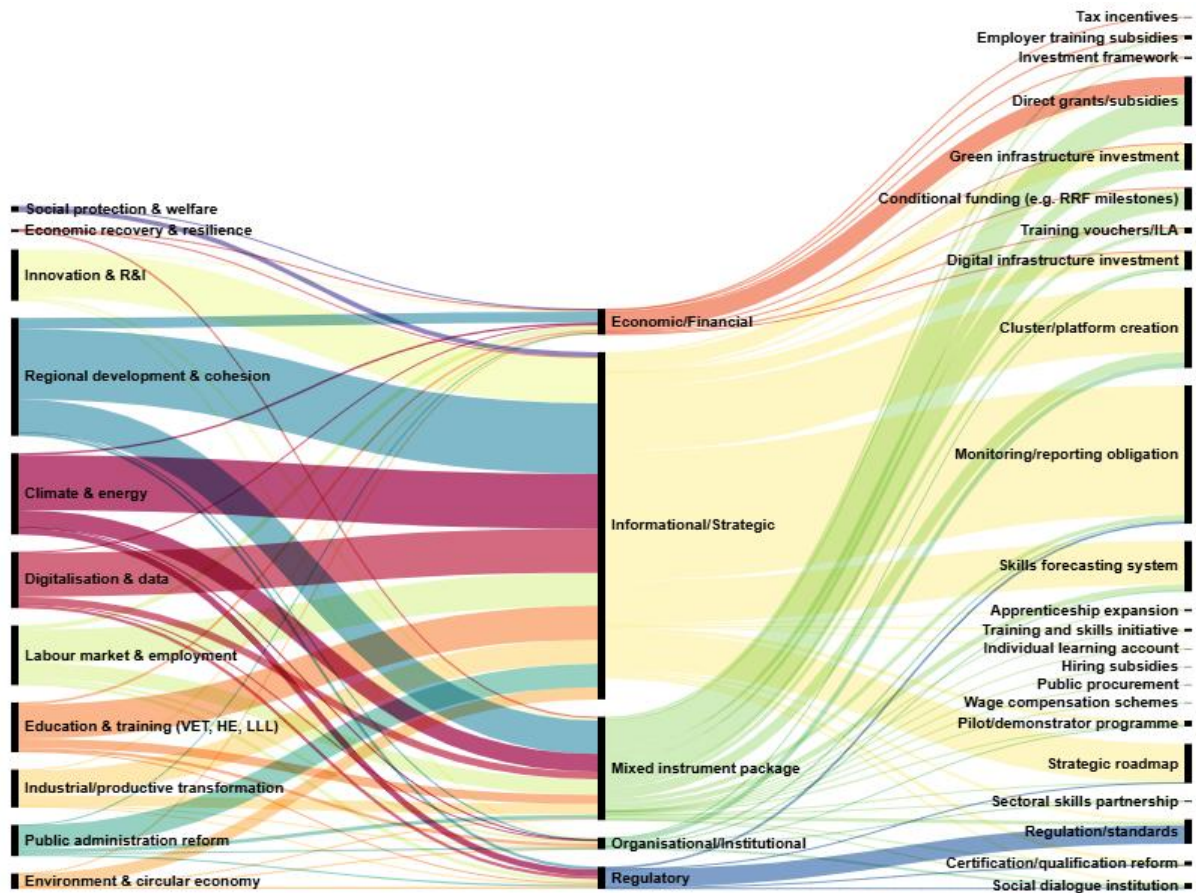 Social protection & welfare
Economic recovery & resilience
Innovation & R&I
Regional development & cohesion
Climate & energy
Digitalisation & data
Labour market & employment
Education & training (VET, HE, LLL)
Industrial/productive transformation
Public administration reform
Environment & circular economy
Economic/Financial
Informational/Strategic
Mixed instrument package
Organisational/Institutional
Regulatory
Tax incentives
Employer training subsidies
Investment framework
Direct grants/subsidies
Green infrastructure investment
Conditional funding (e.g. RRF milestones)
Training vouchers/ILA
Digital infrastructure investment
Cluster/platform creation
Monitoring/reporting obligation
Skills forecasting system
Apprenticeship expansion
Training and skills initiative
Individual learning account
Hiring subsidies
Public procurement
Wage compensation schemes
Pilot/demonstrator programme
Strategic roadmap
Sectoral skills partnership
Regulation/standards
Certification/qualification reform
Social dialogue institution